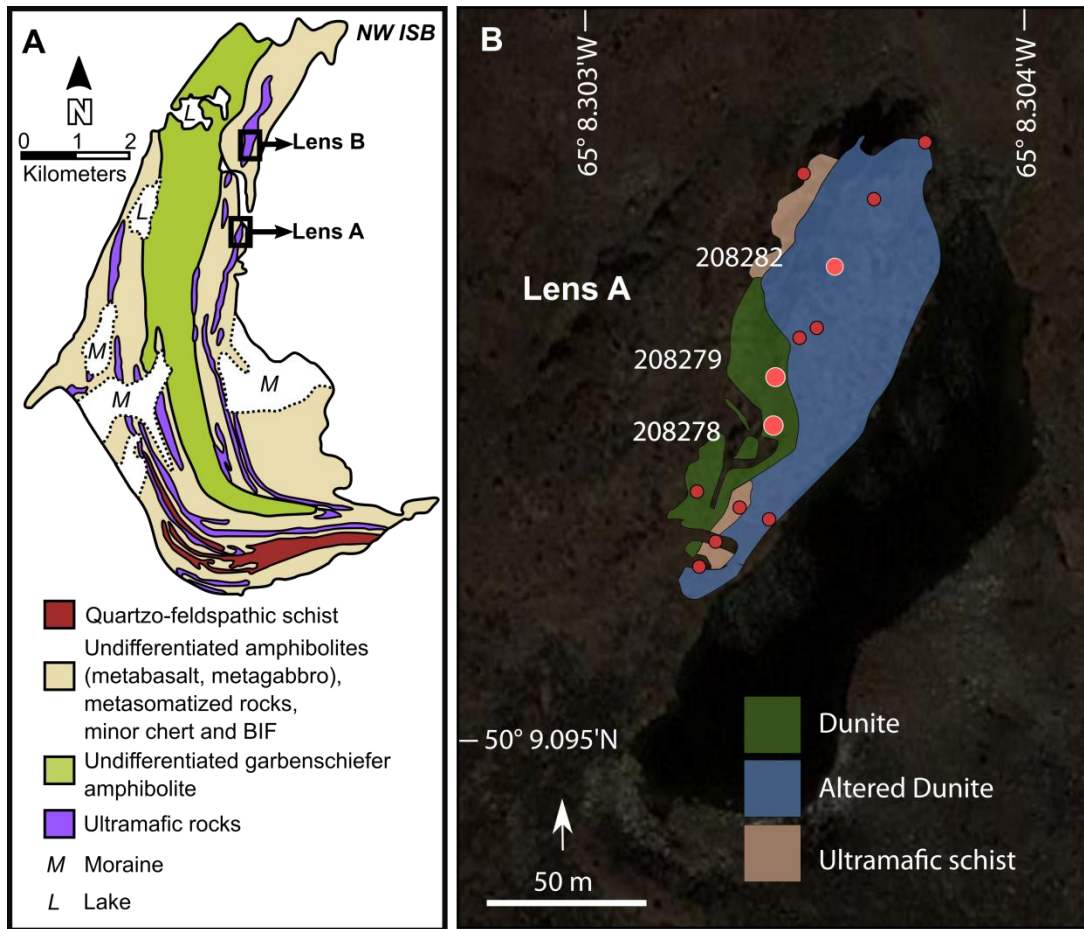 A
NW ISB
N
0 1 2
Kilometers
L
Lens B
L
Lens A
M
M
M
Quartzo-feldspathic schist
Undifferentiated amphibolites
(metabasalt, metagabbro),
metasomatized rocks,
minor chert and BIF
Undifferentiated garbenschiefer
amphibolite
Ultramafic rocks
M Moraine
L Lake
B
65° 8.303'W
65° 8.304'W
208282
Lens A
208279
208278
50° 9.095'N
Dunite
Altered Dunite
Ultramafic schist
50 m